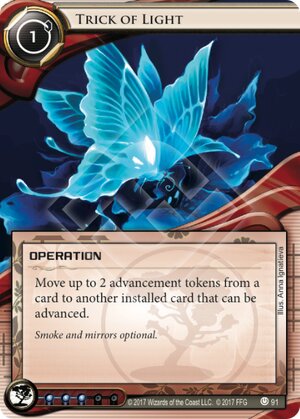 Trick of Light
1
Illus. Anna Ignatieva
OPERATION
Move up to 2 advancement tokens from a
card to another installed card that can be
advanced.
Smoke and mirrors optional.
© 2017 Wizards of the Coast LLC. © 2017 FFG
91